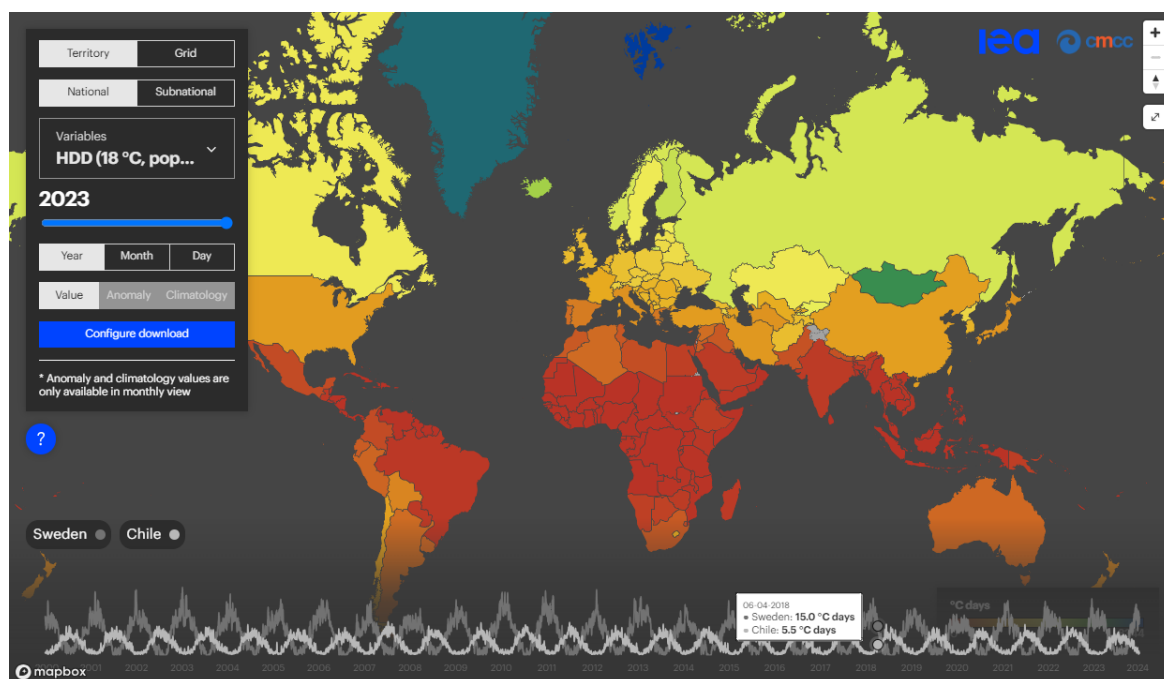 Territory
Grid
National
Subnational
Variables
HDD (18 °C, pop...
2023
Year
Month
Day
Value
Anomaly
Climatology
Configure download
* Anomaly and climatology values are
only available in monthly view
?
iea
cmcc
+
−
Sweden
Chile
06-04-2018
Sweden: 15.0 °C days
Chile: 5.5 °C days
°C days
2000
2001
2002
2003
2004
2005
2006
2007
2008
2009
2010
2011
2012
2013
2014
2015
2016
2017
2018
2019
2020
2021
2022
2023
2024
mapbox